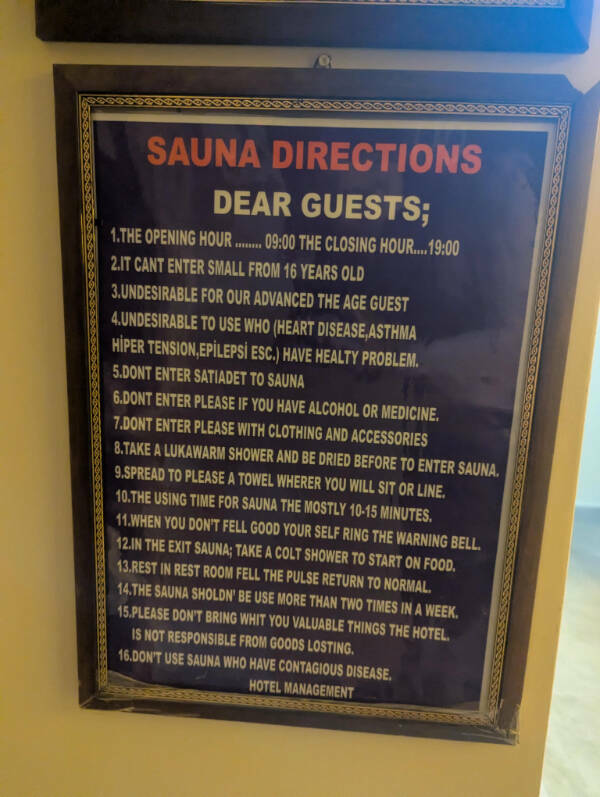 SAUNA DIRECTIONS
DEAR GUESTS;
1.THE OPENING HOUR ........ 09:00 THE CLOSING HOUR....19:00
2.IT CANT ENTER SMALL FROM 16 YEARS OLD
3.UNDESIRABLE FOR OUR ADVANCED THE AGE GUEST
4.UNDESIRABLE TO USE WHO (HEART DISEASE,ASTHMA
HİPER TENSION,EPİLEPSİ ESC.) HAVE HEALTY PROBLEM.
5.DONT ENTER SATIADET TO SAUNA
6.DONT ENTER PLEASE IF YOU HAVE ALCOHOL OR MEDICINE.
7.DONT ENTER PLEASE WITH CLOTHING AND ACCESSORIES
8.TAKE A LUKAWARM SHOWER AND BE DRIED BEFORE TO ENTER SAUNA.
9.SPREAD TO PLEASE A TOWEL WHERER YOU WILL SIT OR LINE.
10.THE USING TIME FOR SAUNA THE MOSTLY 10-15 MINUTES.
11.WHEN YOU DON'T FELL GOOD YOUR SELF RING THE WARNING BELL.
12.IN THE EXIT SAUNA; TAKE A COLT SHOWER TO START ON FOOD.
13.REST IN REST ROOM FELL THE PULSE RETURN TO NORMAL.
14.THE SAUNA SHOLDN' BE USE MORE THAN TWO TIMES IN A WEEK.
15.PLEASE DON'T BRING WHIT YOU VALUABLE THINGS THE HOTEL.
IS NOT RESPONSIBLE FROM GOODS LOSTING.
16.DON'T USE SAUNA WHO HAVE CONTAGIOUS DISEASE.
HOTEL MANAGEMENT